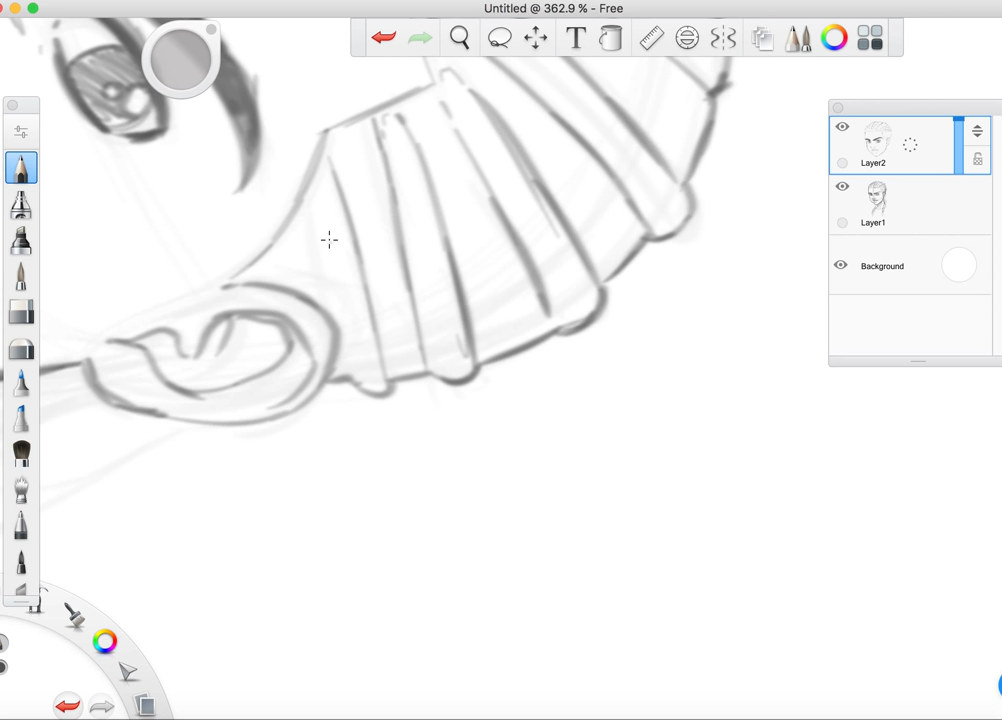 Untitled @ 362.9 % - Free
T
Layer2
Layer1
Background